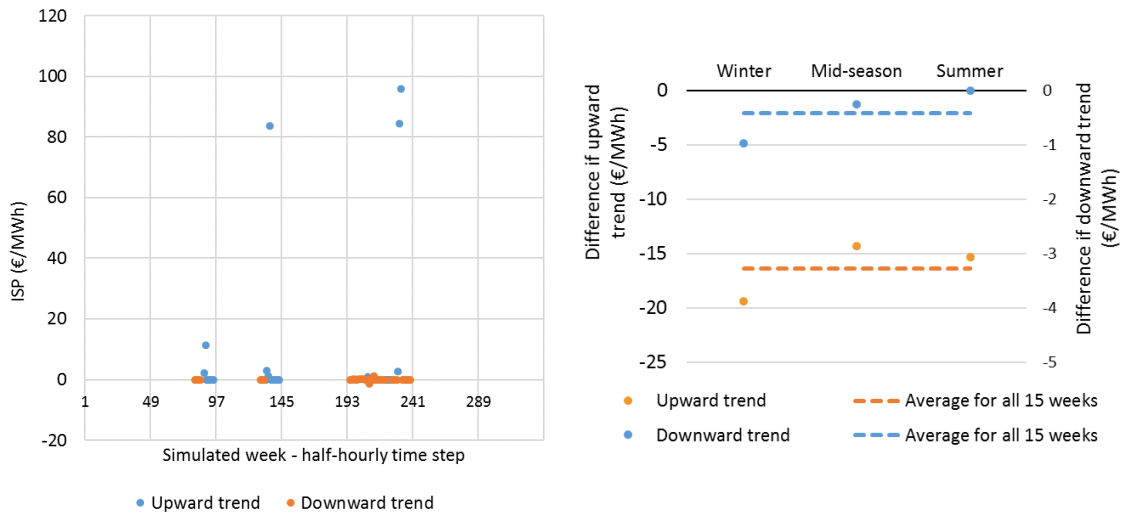 120
100
80
60
40
20
0
-20
ISP (€/MWh)
1 49 97 145 193 241 289
Simulated week - half-hourly time step
Upward trend Downward trend
Winter Mid-season Summer
0
-5
-10
-15
-20
-25
Difference if upward
trend (€/MWh)
0
-1
-2
-3
-4
-5
Difference if downward trend
(€/MWh)
Upward trend Average for all 15 weeks
Downward trend Average for all 15 weeks